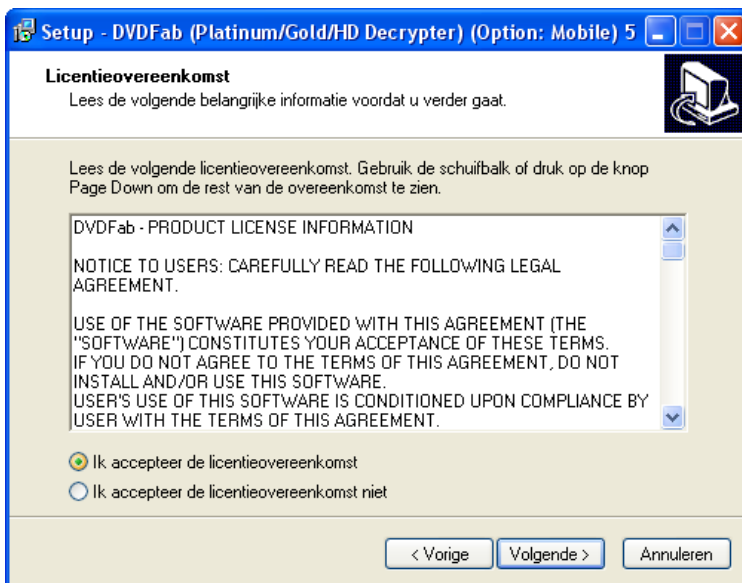 Setup - DVDFab (Platinum/Gold/HD Decrypter) (Option: Mobile) 5
Licentieovereenkomst
Lees de volgende belangrijke informatie voordat u verder gaat.
Lees de volgende licentieovereenkomst. Gebruik de schuifbalk of druk op de knop
Page Down om de rest van de overeenkomst te zien.
DVDFab - PRODUCT LICENSE INFORMATION
NOTICE TO USERS: CAREFULLY READ THE FOLLOWING LEGAL
AGREEMENT.
USE OF THE SOFTWARE PROVIDED WITH THIS AGREEMENT (THE
"SOFTWARE") CONSTITUTES YOUR ACCEPTANCE OF THESE TERMS.
IF YOU DO NOT AGREE TO THE TERMS OF THIS AGREEMENT, DO NOT
INSTALL AND/OR USE THIS SOFTWARE.
USER'S USE OF THIS SOFTWARE IS CONDITIONED UPON COMPLIANCE BY
USER WITH THE TERMS OF THIS AGREEMENT.
Ik accepteer de licentieovereenkomst
Ik accepteer de licentieovereenkomst niet
< Vorige
Volgende >
Annuleren